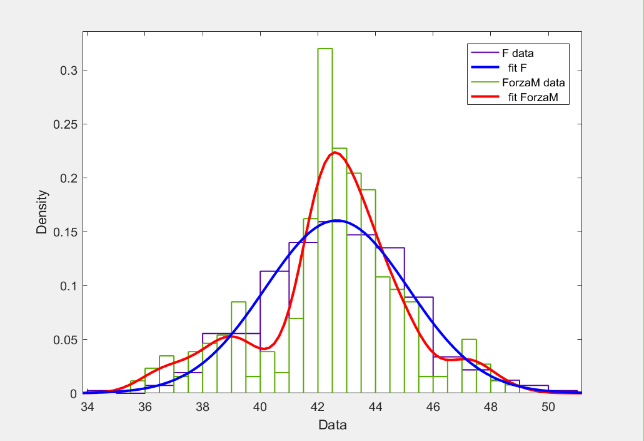 F data
fit F
ForzaM data
fit ForzaM
0.3
0.25
0.2
0.15
0.1
0.05
0
34 36 38 40 42 44 46 48 50
Density
Data